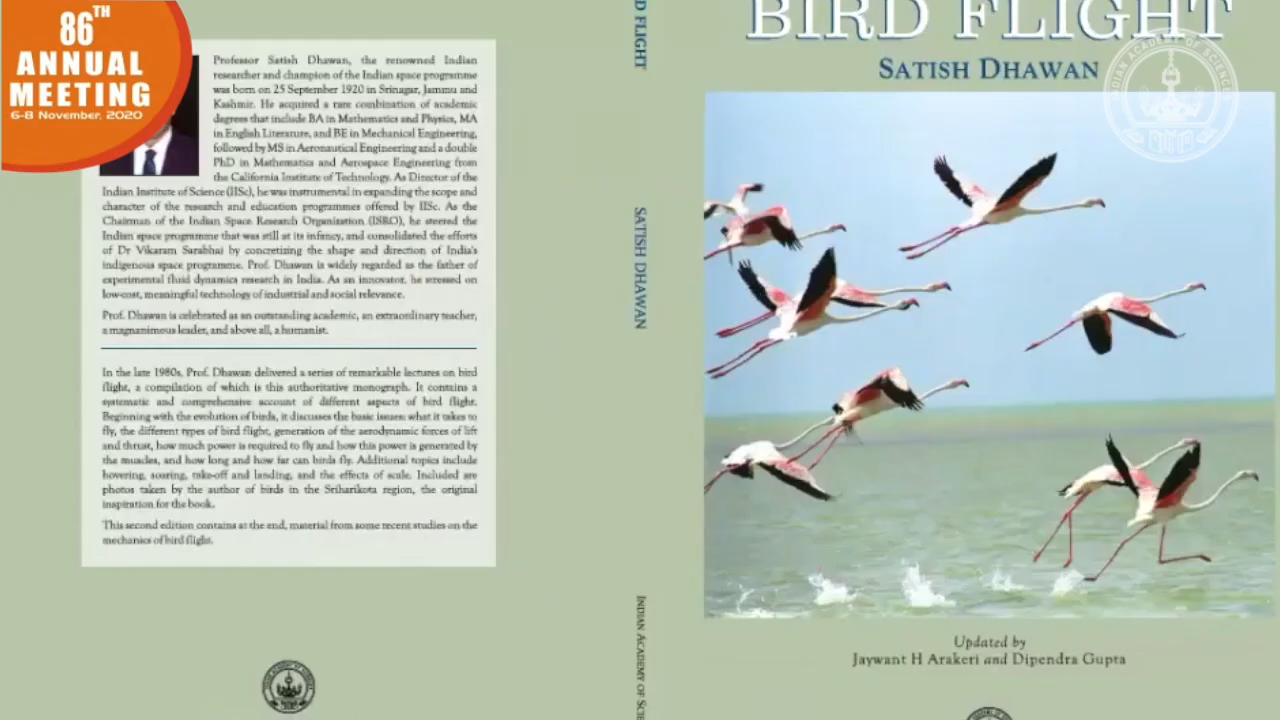 86TH
ANNUAL
MEETING
6-8 November, 2020
Professor Satish Dhawan, the renowned Indian
researcher and champion of the Indian space programme
was born on 25 September 1920 in Srinagar, Jammu and
Kashmir. He acquired a rare combination of academic
degrees that include BA in Mathematics and Physics, MA
in English Literature, and BE in Mechanical Engineering,
followed by MS in Aeronautical Engineering and a double
PhD in Mathematics and Aerospace Engineering from
the California Institute of Technology. As Director of the
Indian Institute of Science (IISc), he was instrumental in expanding the scope and
character of the research and education programmes offered by IISc. As the
Chairman of the Indian Space Research Organization (ISRO), he steered the
Indian space programme that was still at its infancy, and consolidated the efforts
of Dr Vikaram Sarabhai by concretizing the shape and direction of India's
indigenous space programme. Prof. Dhawan is widely regarded as the father of
experimental fluid dynamics research in India. As an innovator, he stressed on
low-cost, meaningful technology of industrial and social relevance.
Prof. Dhawan is celebrated as an outstanding academic, an extraordinary teacher,
a magnanimous leader, and above all, a humanist.
In the late 1980s, Prof. Dhawan delivered a series of remarkable lectures on bird
flight, a compilation of which is this authoritative monograph. It contains a
systematic and comprehensive account of different aspects of bird flight.
Beginning with the evolution of birds, it discusses the basic issues: what it takes to
fly, the different types of bird flight, generation of the aerodynamic forces of lift
and thrust, how much power is required to fly and how this power is generated by
the muscles, and how long and how far can birds fly. Additional topics include
hovering, soaring, take-off and landing, and the effects of scale. Included are
photos taken by the author of birds in the Sriharikota region, the original
inspiration for the book.
This second edition contains at the end, material from some recent studies on the
mechanics of bird flight.
D FLIGHT
SATISH DHAWAN
INDIAN ACADEMY OF SCIE
BIRD FLIGHT
SATISH DHAWAN
INDIAN ACADEMY OF SCIENCES
Updated by
Jaywant H Arakeri and Dipendra Gupta